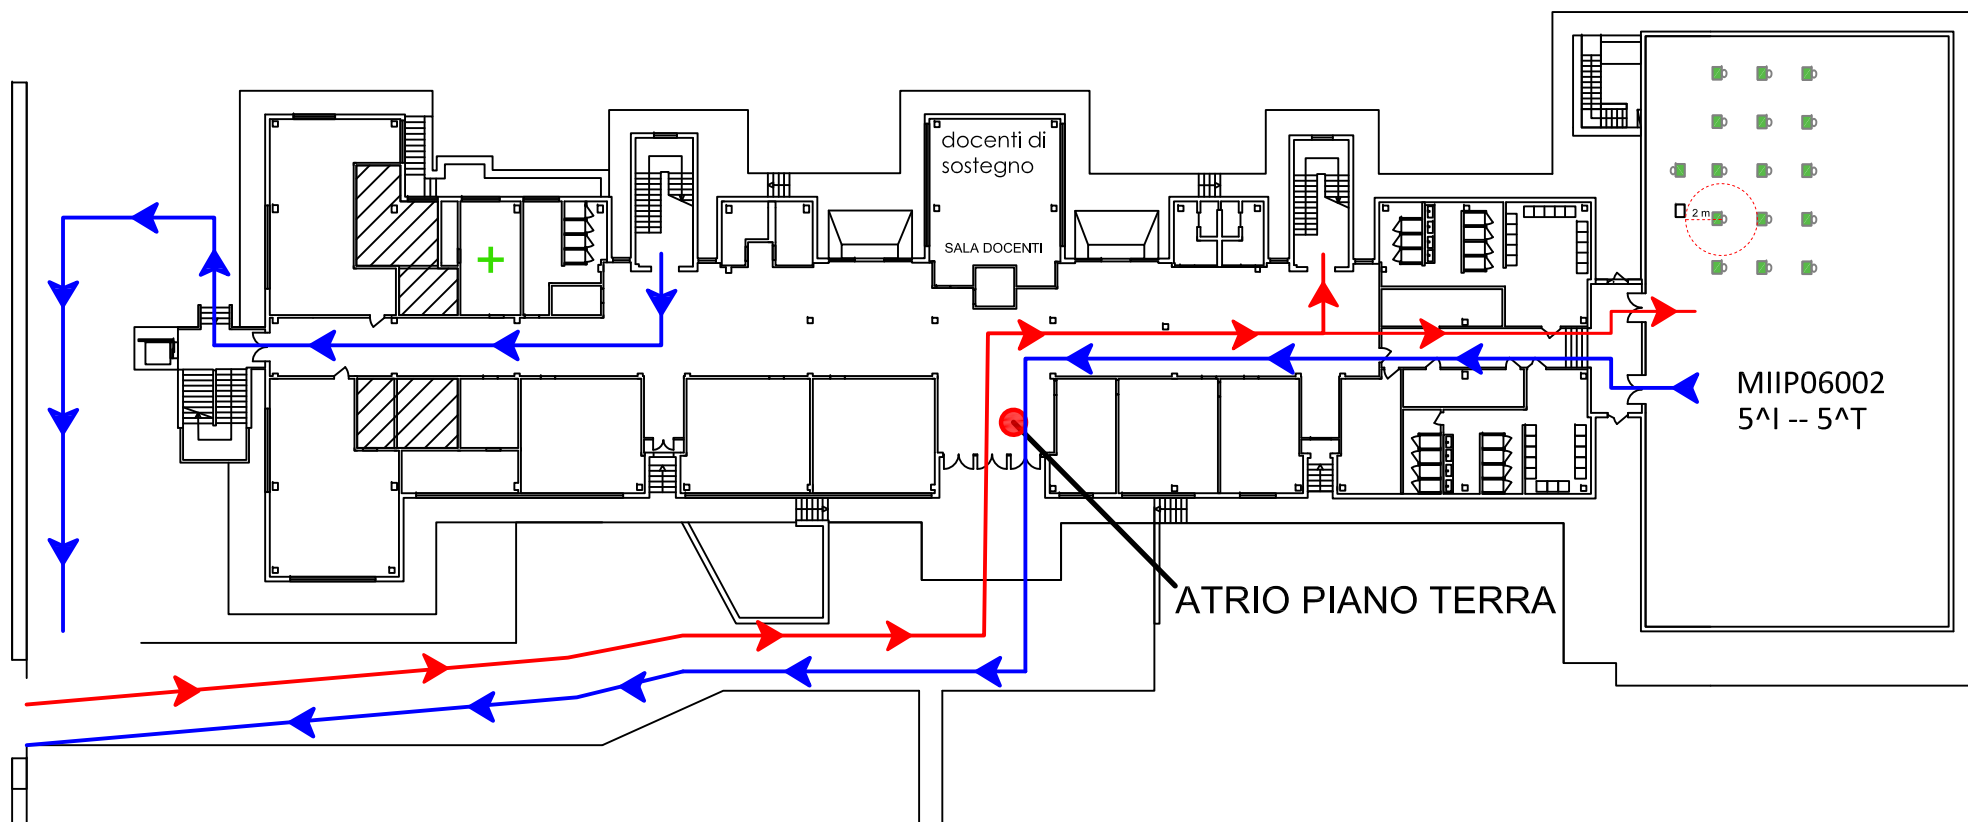 docenti di
sostegno
SALA DOCENTI
2 m
MIIP06002
5^I -- 5^T
ATRIO PIANO TERRA